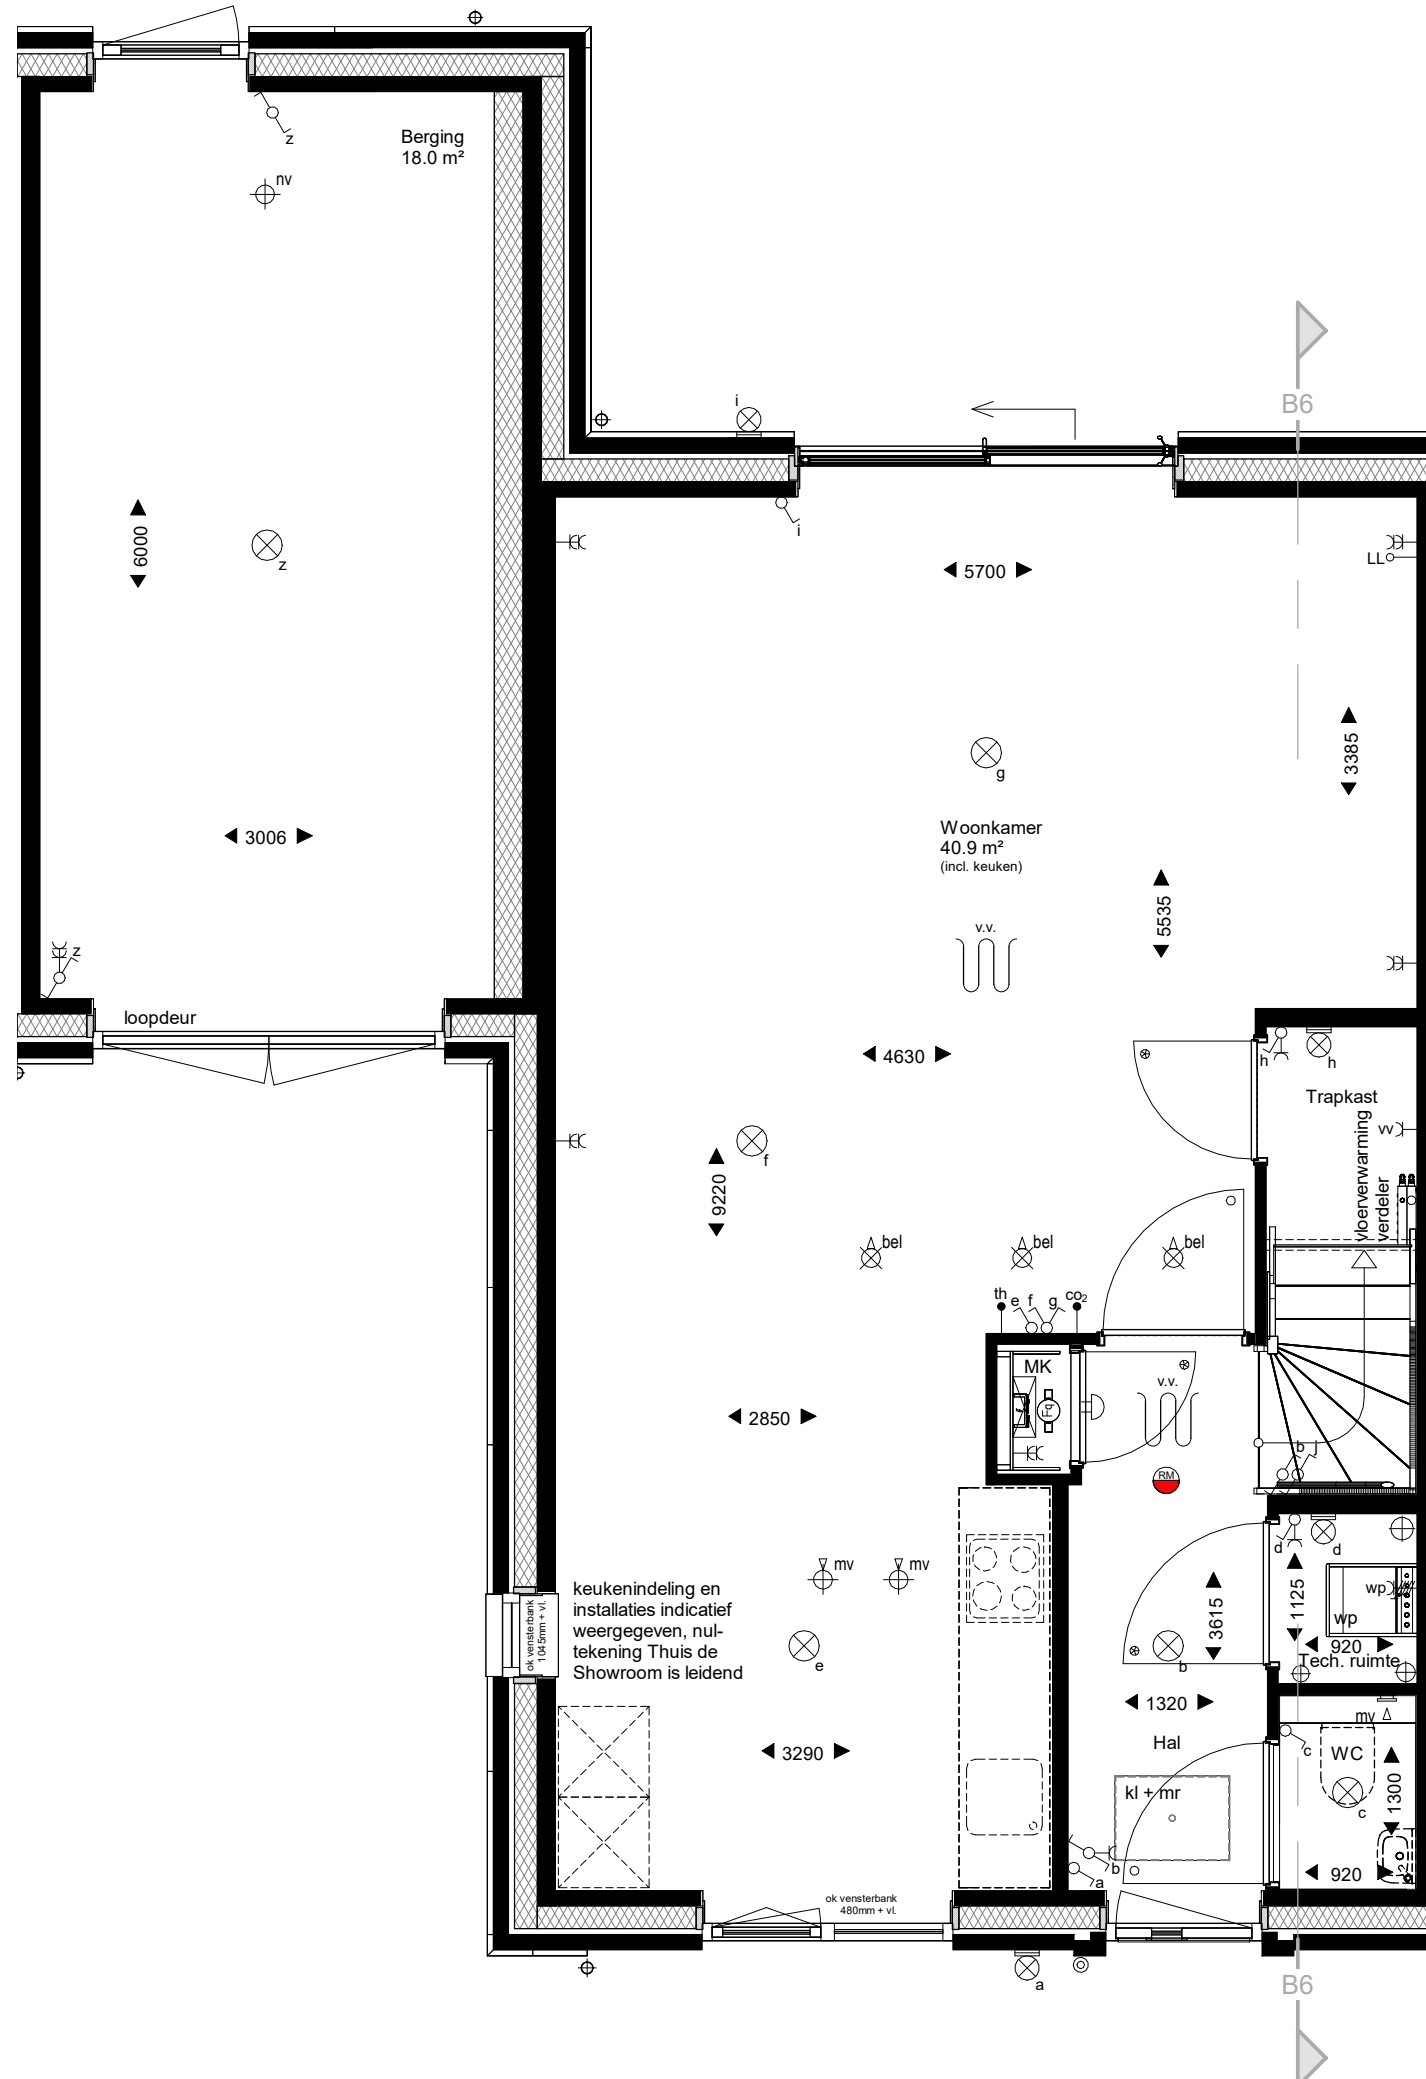 z
Berging
18.0 m²
nv
B6
i
i
6000
z
5700
LL
g
3385
Woonkamer
40.9 m²
(incl. keuken)
3006
5535
v.v.
z
loopdeur
4630
h
h
Trapkast
vv
vloerverwarming
verdeler
f
9220
bel
bel
bel
th
e
f
g
co₂
MK
Fq
v.v.
2850
b
j
RM
d
d
mv
mv
keukenindeling en
installaties indicatief
weergegeven, nul-
tekening Thuis de
Showroom is leidend
ok vensterbank
1045mm + vl.
e
b
3615
1125
wp
wp
920
Tech. ruimte
1320
mv
c
WC
Hal
3290
kl + mr
c
1300
b
a
920
ok vensterbank
480mm + vl.
a
B6